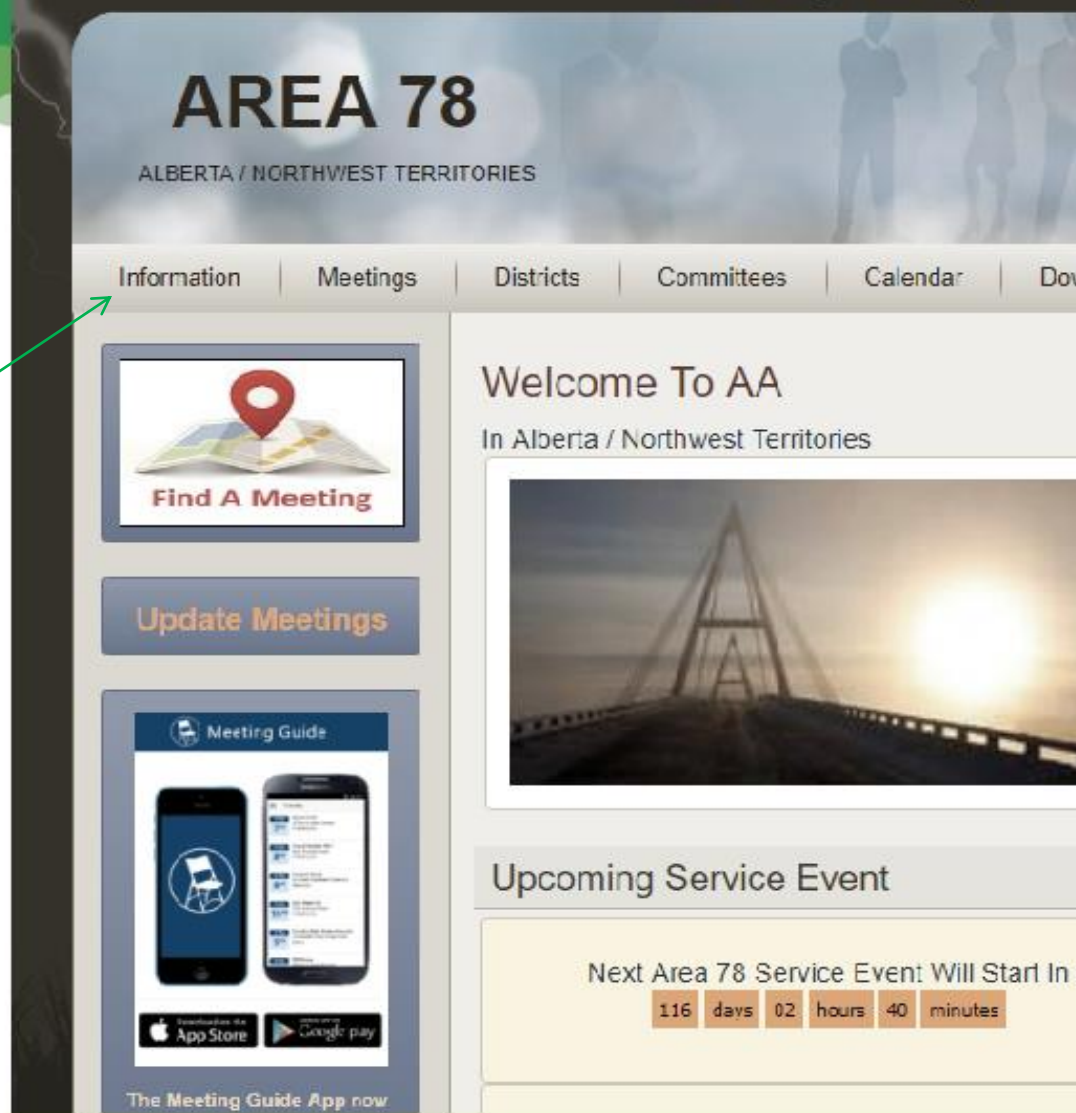 AREA 78
ALBERTA / NORTHWEST TERRITORIES
Information Meetings Districts Committees Calendar
Find A Meeting
Update Meetings
Meeting Guide
App Store Google play
The Meeting Guide App now
Welcome To AA
In Alberta / Northwest Territories
Upcoming Service Event
Next Area 78 Service Event Will Start In
116 days 02 hours 40 minutes